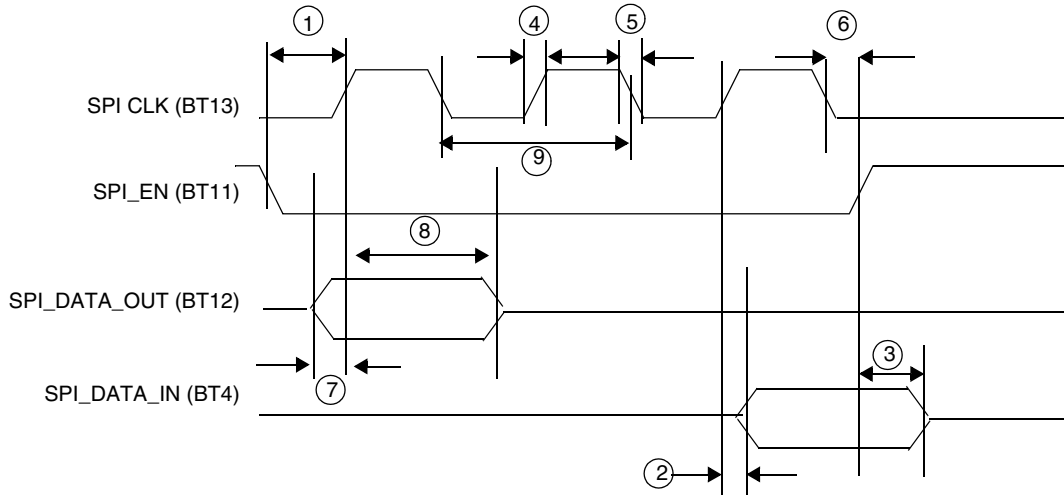 1
4
5
6
SPI CLK (BT13)
9
SPI_EN (BT11)
8
SPI_DATA_OUT (BT12)
3
7
SPI_DATA_IN (BT4)
2